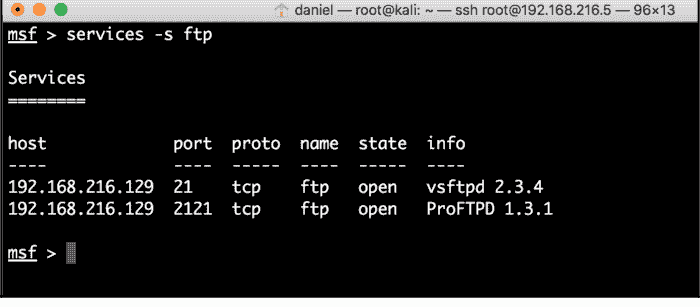 daniel — root@kali: ~ — ssh root@192.168.216.5 — 96×13
msf > services -s ftp
Services
========
host port proto name state info
---- ---- ----- ---- ----- ----
192.168.216.129 21 tcp ftp open vsftpd 2.3.4
192.168.216.129 2121 tcp ftp open ProFTPD 1.3.1
msf >